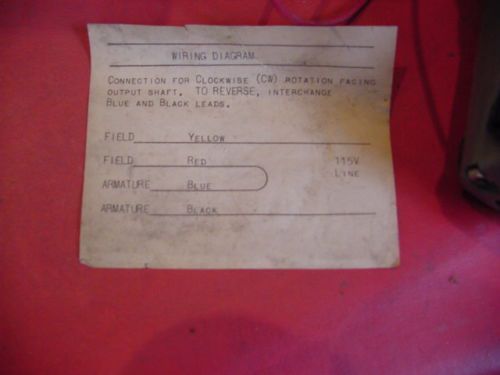 WIRING DIAGRAM
CONNECTION FOR CLOCKWISE (CW) ROTATION FACING
OUTPUT SHAFT. TO REVERSE, INTERCHANGE
BLUE AND BLACK LEADS.
FIELD YELLOW
FIELD RED 115V
LINE
ARMATURE BLUE
ARMATURE BLACK